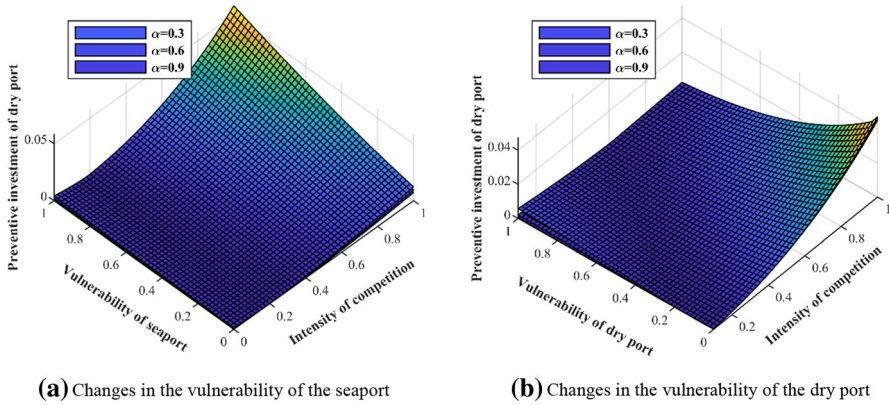 α=0.3
α=0.6
α=0.9
Preventive investment of dry port
0.05
0
1
0.8
0.6
0.4
0.2
0
Vulnerability of seaport
0
0.2
0.4
0.6
0.8
1
Intensity of competition
(a) Changes in the vulnerability of the seaport
α=0.3
α=0.6
α=0.9
Preventive investment of dry port
0.04
0.02
0
1
0.8
0.6
0.4
0.2
0
Vulnerability of dry port
0.2
0.4
0.6
0.8
1
Intensity of competition
(b) Changes in the vulnerability of the dry port